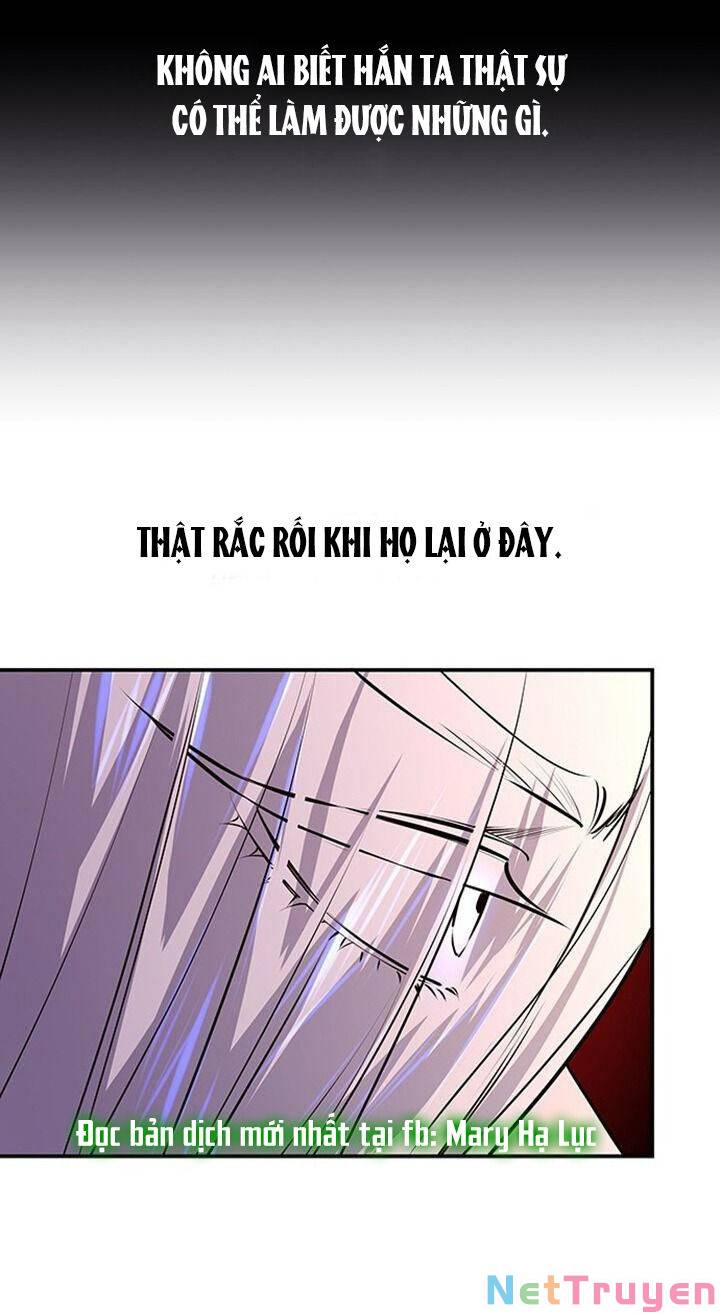 KHÔNG AI BIẾT HẮN TA THẬT SỰ
CÓ THỂ LÀM ĐƯỢC NHỮNG GÌ.
THẬT RẮC RỐI KHI HỌ LẠI Ở ĐÂY.
Đọc bản dịch mới nhất tại fb: Mary Hạ Lục
NetTruyen